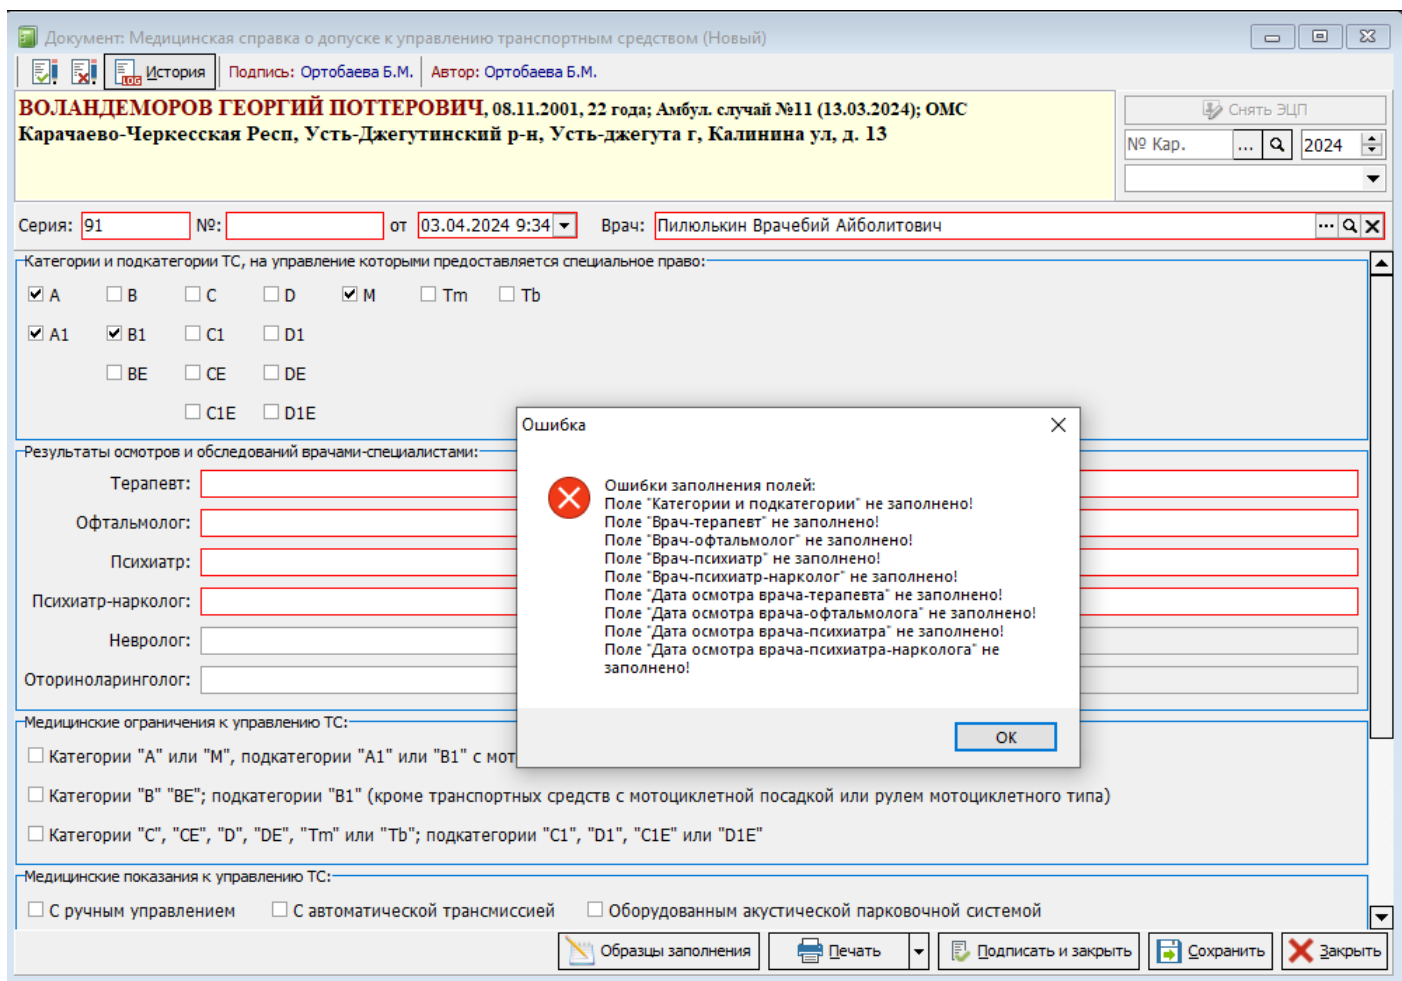 Документ: Медицинская справка о допуске к управлению транспортным средством (Новый)
LOG История Подпись: Ортобаева Б.М. Автор: Ортобаева Б.М.
ВОЛАНДЕМОРОВ ГЕОРГИЙ ПОТТЕРОВИЧ, 08.11.2001, 22 года; Амбул. случай №11 (13.03.2024); ОМС
Карачаево-Черкесская Респ, Усть-Джегутинский р-н, Усть-джегута г, Калинина ул, д. 13
Снять ЭЦП
№ Кар. ... 2024
Серия: 91 №: от 03.04.2024 9:34 Врач: Пилюлькин Врачебий Айболитович ...
Категории и подкатегории ТС, на управление которыми предоставляется специальное право:
A B C D M Tm Tb
A1 B1 C1 D1
BE CE DE
C1E D1E
Результаты осмотров и обследований врачами-специалистами:
Терапевт:
Офтальмолог:
Психиатр:
Психиатр-нарколог:
Невролог:
Оториноларинголог:
Ошибка
Ошибки заполнения полей:
Поле "Категории и подкатегории" не заполнено!
Поле "Врач-терапевт" не заполнено!
Поле "Врач-офтальмолог" не заполнено!
Поле "Врач-психиатр" не заполнено!
Поле "Врач-психиатр-нарколог" не заполнено!
Поле "Дата осмотра врача-терапевта" не заполнено!
Поле "Дата осмотра врача-офтальмолога" не заполнено!
Поле "Дата осмотра врача-психиатра" не заполнено!
Поле "Дата осмотра врача-психиатра-нарколога" не
заполнено!
ОК
Медицинские ограничения к управлению ТС:
Категории "А" или "М", подкатегории "А1" или "В1" с мот
Категории "В" "ВЕ"; подкатегории "В1" (кроме транспортных средств с мотоциклетной посадкой или рулем мотоциклетного типа)
Категории "С", "СЕ", "D", "DE", "Tm" или "Tb"; подкатегории "С1", "D1", "C1E" или "D1E"
Медицинские показания к управлению ТС:
С ручным управлением С автоматической трансмиссией Оборудованным акустической парковочной системой
Образцы заполнения Печать Подписать и закрыть Сохранить Закрыть